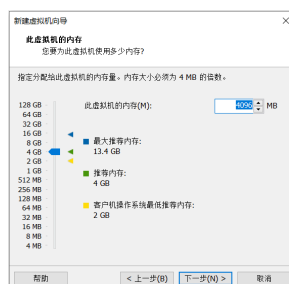 新建虚拟机向导
此虚拟机的内存
您要为此虚拟机使用多少内存?
指定分配给此虚拟机的内存量。内存大小必须为 4 MB 的倍数。
128 GB
64 GB
32 GB
16 GB
8 GB
4 GB
2 GB
1 GB
512 MB
256 MB
128 MB
64 MB
32 MB
16 MB
8 MB
4 MB
此虚拟机的内存(M): 4096 MB
最大推荐内存:
13.4 GB
推荐内存:
4 GB
客户机操作系统最低推荐内存:
2 GB
帮助 < 上一步(B) 下一步(N) > 取消